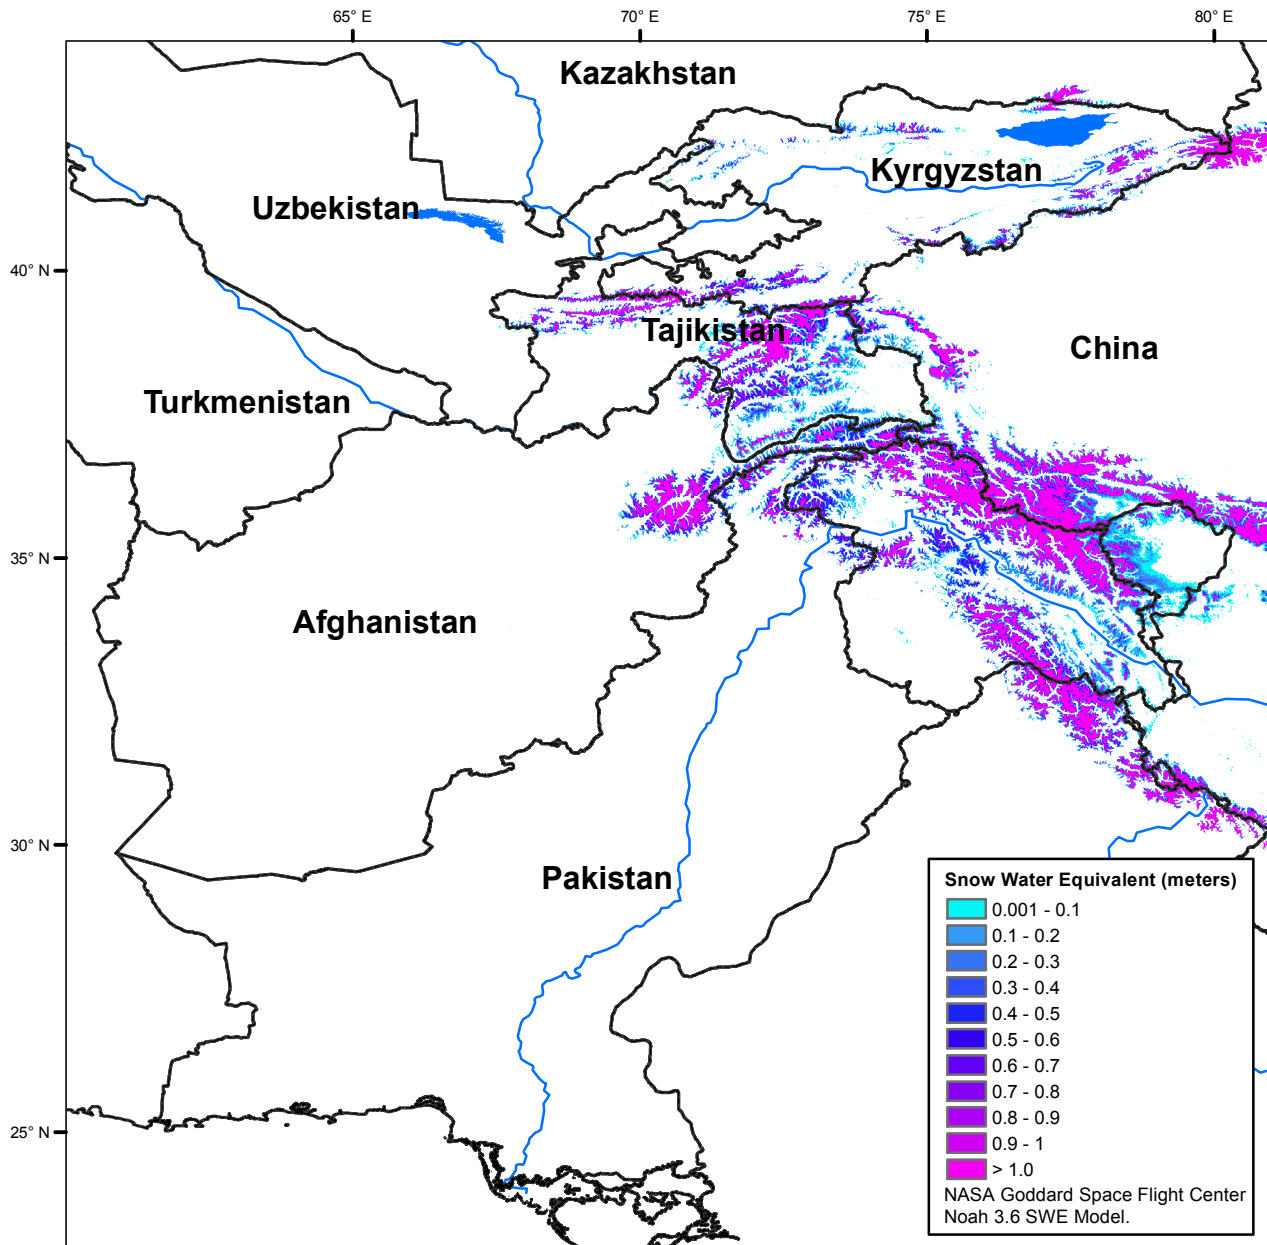 65° E
70° E
75° E
80° E
Kazakhstan
Kyrgyzstan
Uzbekistan
40° N
Tajikistan
China
Turkmenistan
35° N
Afghanistan
30° N
Pakistan
25° N
Snow Water Equivalent (meters)
0.001 - 0.1
0.1 - 0.2
0.2 - 0.3
0.3 - 0.4
0.4 - 0.5
0.5 - 0.6
0.6 - 0.7
0.7 - 0.8
0.8 - 0.9
0.9 - 1
> 1.0
NASA Goddard Space Flight Center
Noah 3.6 SWE Model.